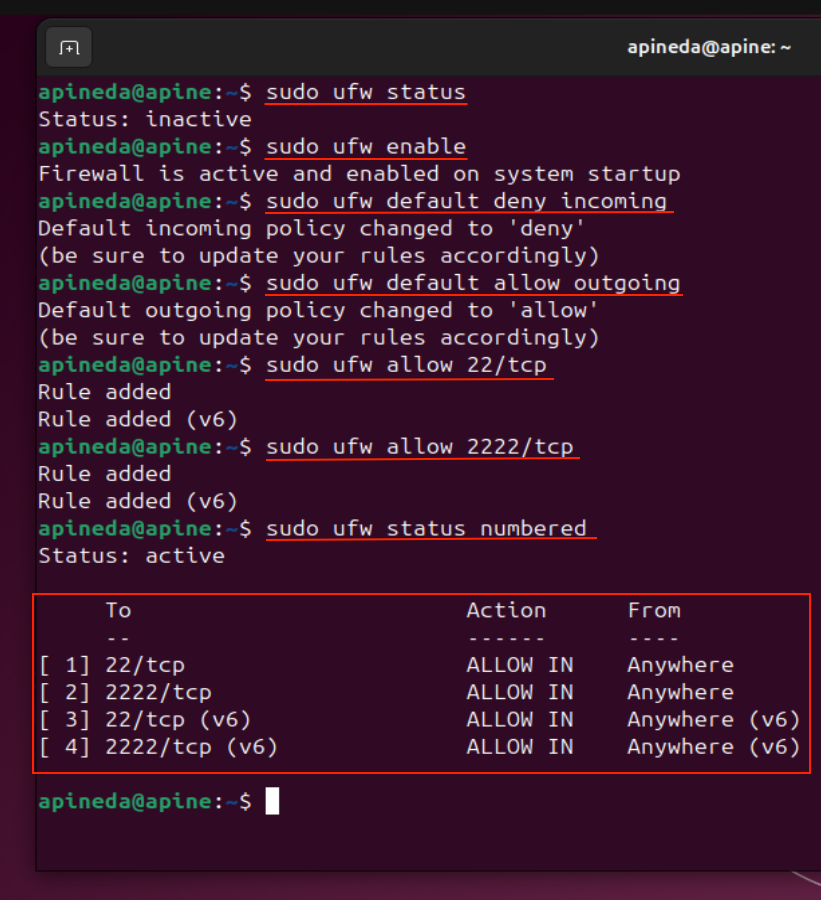 apineda@apine: ~
apineda@apine:~$ sudo ufw status
Status: inactive
apineda@apine:~$ sudo ufw enable
Firewall is active and enabled on system startup
apineda@apine:~$ sudo ufw default deny incoming
Default incoming policy changed to 'deny'
(be sure to update your rules accordingly)
apineda@apine:~$ sudo ufw default allow outgoing
Default outgoing policy changed to 'allow'
(be sure to update your rules accordingly)
apineda@apine:~$ sudo ufw allow 22/tcp
Rule added
Rule added (v6)
apineda@apine:~$ sudo ufw allow 2222/tcp
Rule added
Rule added (v6)
apineda@apine:~$ sudo ufw status numbered
Status: active
     To                         Action      From
     --                         ------      ----
[ 1] 22/tcp                     ALLOW IN    Anywhere
[ 2] 2222/tcp                   ALLOW IN    Anywhere
[ 3] 22/tcp (v6)                ALLOW IN    Anywhere (v6)
[ 4] 2222/tcp (v6)              ALLOW IN    Anywhere (v6)
apineda@apine:~$